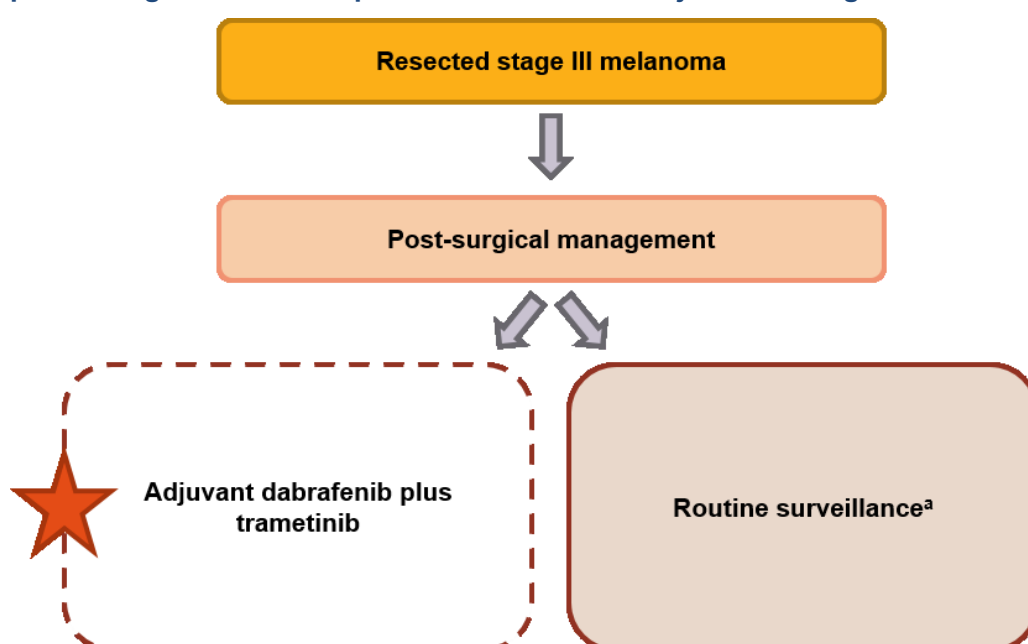 Resected stage III melanoma
Post-surgical management
Adjuvant dabrafenib plus
trametinib
Routine surveillanceᵃ